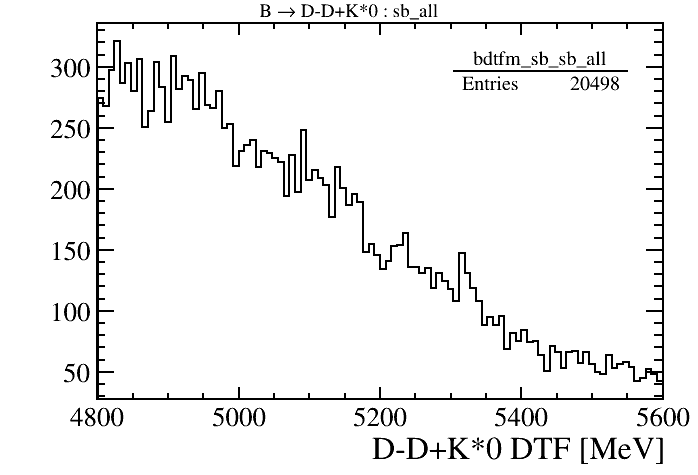 B → D-D+K*0 : sb_all
bdtfm_sb_sb_all
Entries 20498
300
250
200
150
100
50
4800 5000 5200 5400 5600
D-D+K*0 DTF [MeV]